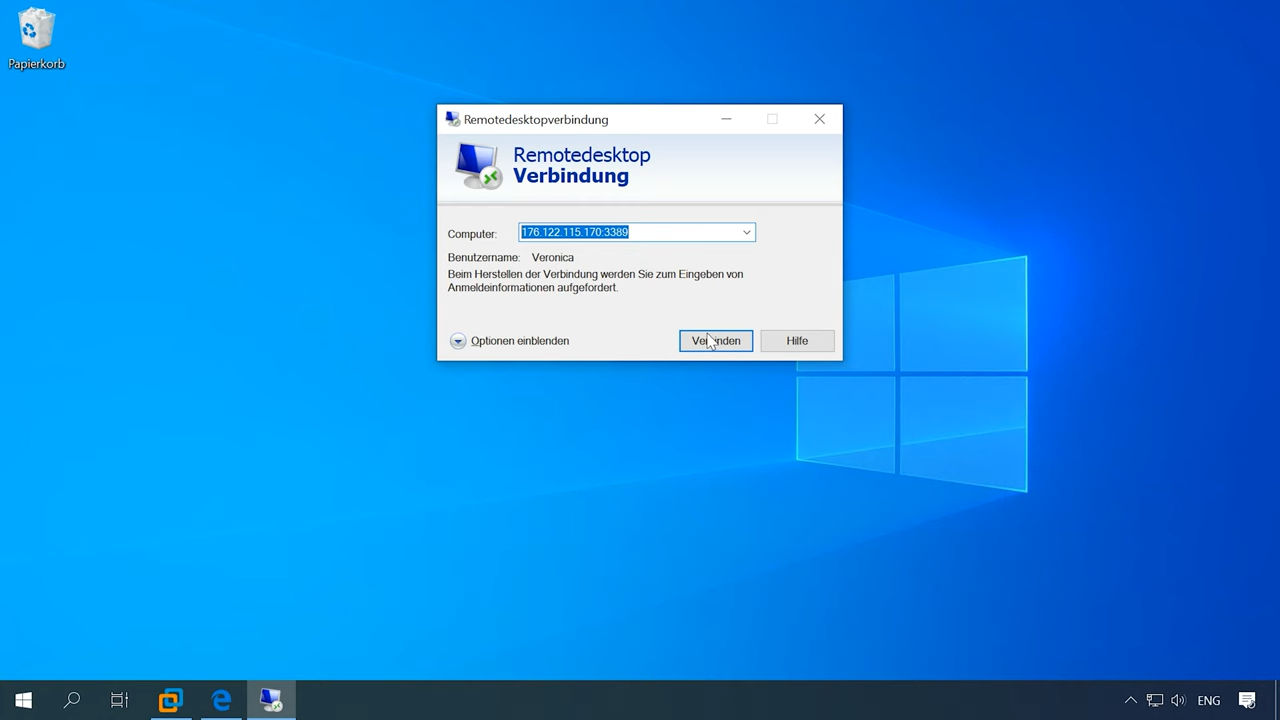 Papierkorb
Remotedesktopverbindung
Remotedesktop
Verbindung
Computer:
176.122.115.170:3389
Benutzername: Veronica
Beim Herstellen der Verbindung werden Sie zum Eingeben von
Anmeldeinformationen aufgefordert.
Optionen einblenden
Verbinden
Hilfe
ENG